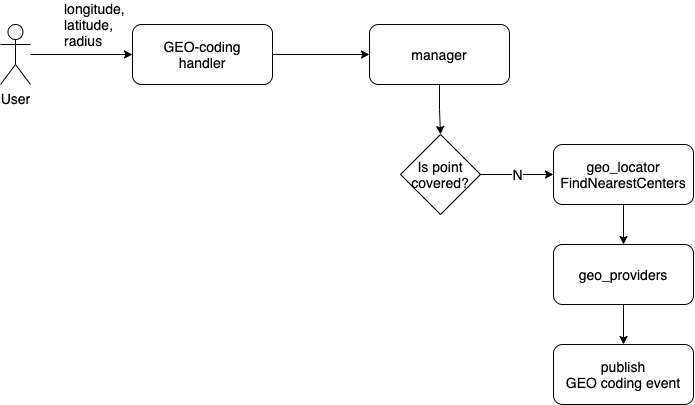 longitude,
latitude,
radius
User
GEO-coding
handler
manager
Is point
covered?
N
geo_locator
FindNearestCenters
geo_providers
publish
GEO coding event